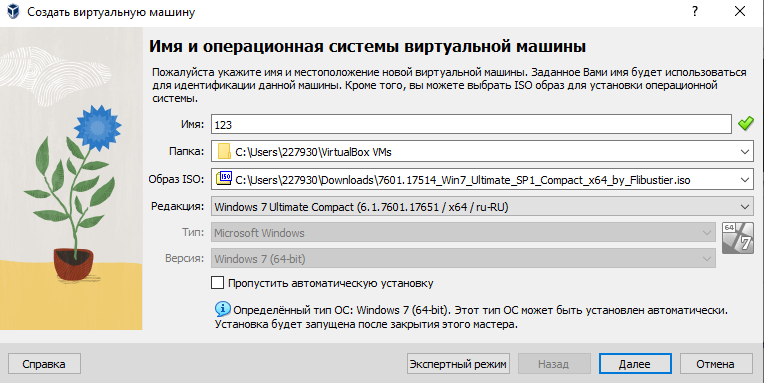 Создать виртуальную машину
Имя и операционная системы виртуальной машины
Пожалуйста укажите имя и местоположение новой виртуальной машины. Заданное Вами имя будет использоваться
для идентификации данной машины. Кроме того, вы можете выбрать ISO образ для установки операционной
системы.
Имя: 123
Папка: C:\Users\227930\VirtualBox VMs
Образ ISO: ISO C:\Users\227930\Downloads\7601.17514_Win7_Ultimate_SP1_Compact_x64_by_Flibustier.iso
Редакция: Windows 7 Ultimate Compact (6.1.7601.17651 / x64 / ru-RU)
Тип: Microsoft Windows
64
7
Версия: Windows 7 (64-bit)
Пропустить автоматическую установку
Определённый тип ОС: Windows 7 (64-bit). Этот тип ОС может быть установлен автоматически.
Установка будет запущена после закрытия этого мастера.
Справка Экспертный режим Назад Далее Отмена